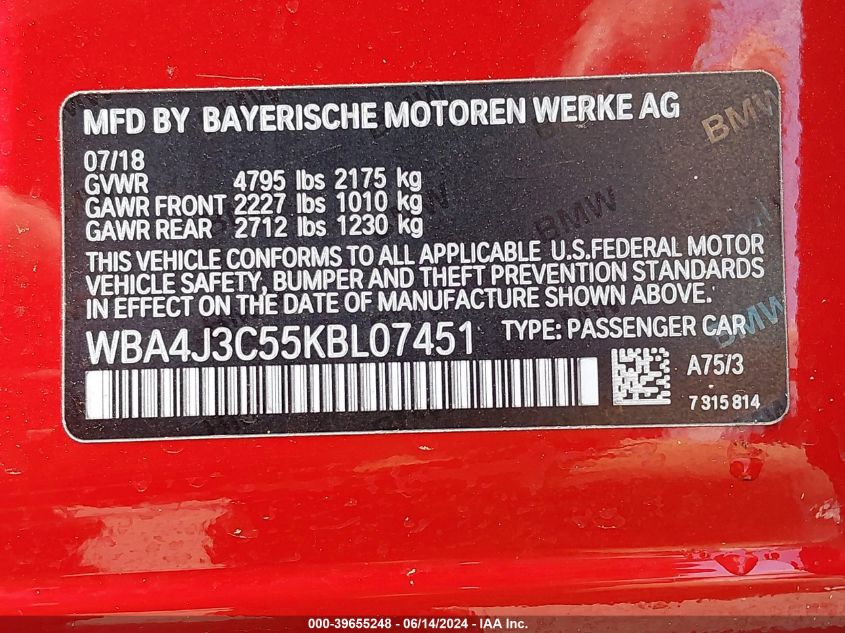 MFD BY BAYERISCHE MOTOREN WERKE AG
07/18
GVWR 4795 lbs 2175 kg
GAWR FRONT 2227 lbs 1010 kg
GAWR REAR 2712 lbs 1230 kg
THIS VEHICLE CONFORMS TO ALL APPLICABLE U.S.FEDERAL MOTOR
VEHICLE SAFETY, BUMPER AND THEFT PREVENTION STANDARDS
IN EFFECT ON THE DATE OF MANUFACTURE SHOWN ABOVE.
WBA4J3C55KBL07451 TYPE: PASSENGER CAR
A75/3
7315814
BMW
BMW
000-39655248 - 06/14/2024 - IAA Inc.